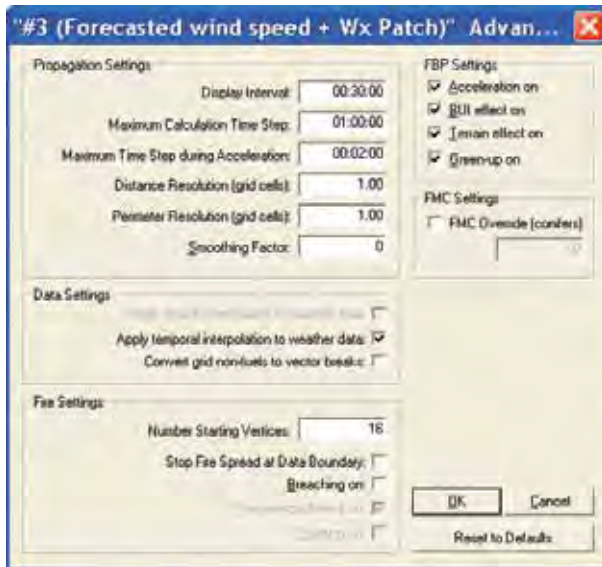 "#3 (Forecasted wind speed + Wx Patch)" Advan...
Propagation Settings
Display Interval: 00:30:00
Maximum Calculation Time Step: 01:00:00
Maximum Time Step during Acceleration: 00:02:00
Distance Resolution (grid cells): 1.00
Perimeter Resolution (grid cells): 1.00
Smoothing Factor: 0
FBP Settings
Acceleration on
BUI effect on
Terrain effect on
Green-up on
FMC Settings
FMC Override (conifers)
Data Settings
Apply temporal interpolation to weather data:
Convert grid non-fuels to vector breaks:
Fire Settings
Number Starting Vertices: 16
Stop Fire Spread at Data Boundary:
Breaching on:
OK
Cancel
Reset to Defaults